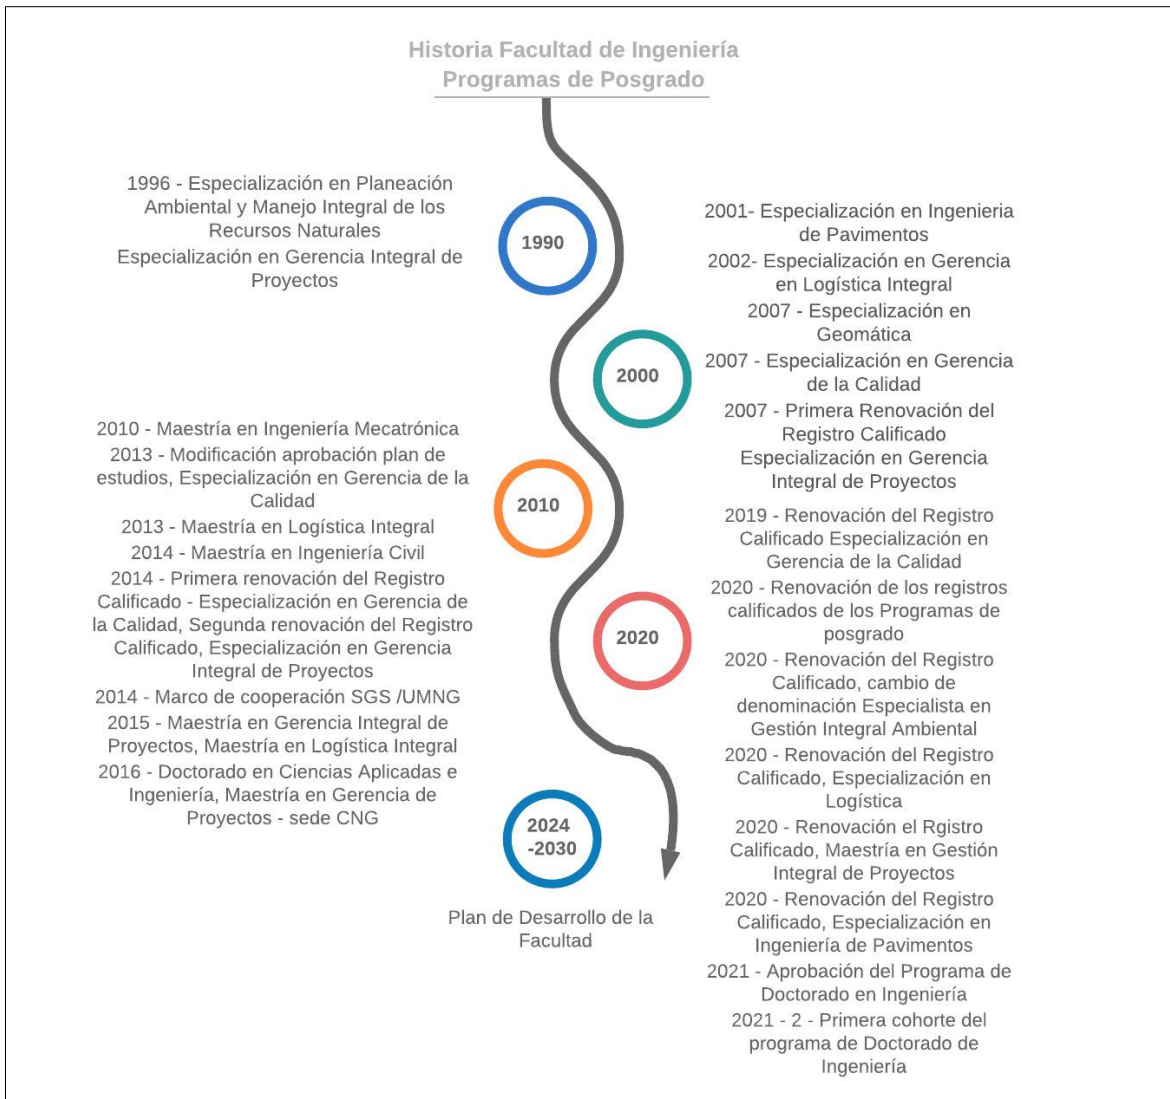 Historia Facultad de Ingeniería
Programas de Posgrado
1996 - Especialización en Planeación
Ambiental y Manejo Integral de los
Recursos Naturales
Especialización en Gerencia Integral de
Proyectos
1990
2001- Especialización en Ingenieria
de Pavimentos
2002- Especialización en Gerencia
en Logística Integral
2007 - Especialización en
Geomática
2007 - Especialización en Gerencia
de la Calidad
2007 - Primera Renovación del
Registro Calificado
Especialización en Gerencia
Integral de Proyectos
2000
2010 - Maestría en Ingeniería Mecatrónica
2013 - Modificación aprobación plan de
estudios, Especialización en Gerencia de la
Calidad
2013 - Maestría en Logística Integral
2014 - Maestría en Ingeniería Civil
2014 - Primera renovación del Registro
Calificado - Especialización en Gerencia de
la Calidad, Segunda renovación del Registro
Calificado, Especialización en Gerencia
Integral de Proyectos
2014 - Marco de cooperación SGS /UMNG
2015 - Maestría en Gerencia Integral de
Proyectos, Maestría en Logística Integral
2016 - Doctorado en Ciencias Aplicadas e
Ingeniería, Maestría en Gerencia de
Proyectos - sede CNG
2010
2019 - Renovación del Registro
Calificado Especialización en
Gerencia de la Calidad
2020 - Renovación de los registros
calificados de los Programas de
posgrado
2020 - Renovación del Registro
Calificado, cambio de
denominación Especialista en
Gestión Integral Ambiental
2020 - Renovación del Registro
Calificado, Especialización en
Logística
2020 - Renovación el Rgistro
Calificado, Maestría en Gestión
Integral de Proyectos
2020 - Renovación del Registro
Calificado, Especialización en
Ingeniería de Pavimentos
2021 - Aprobación del Programa de
Doctorado en Ingeniería
2021 - 2 - Primera cohorte del
programa de Doctorado de
Ingeniería
2020
2024
-2030
Plan de Desarrollo de la
Facultad